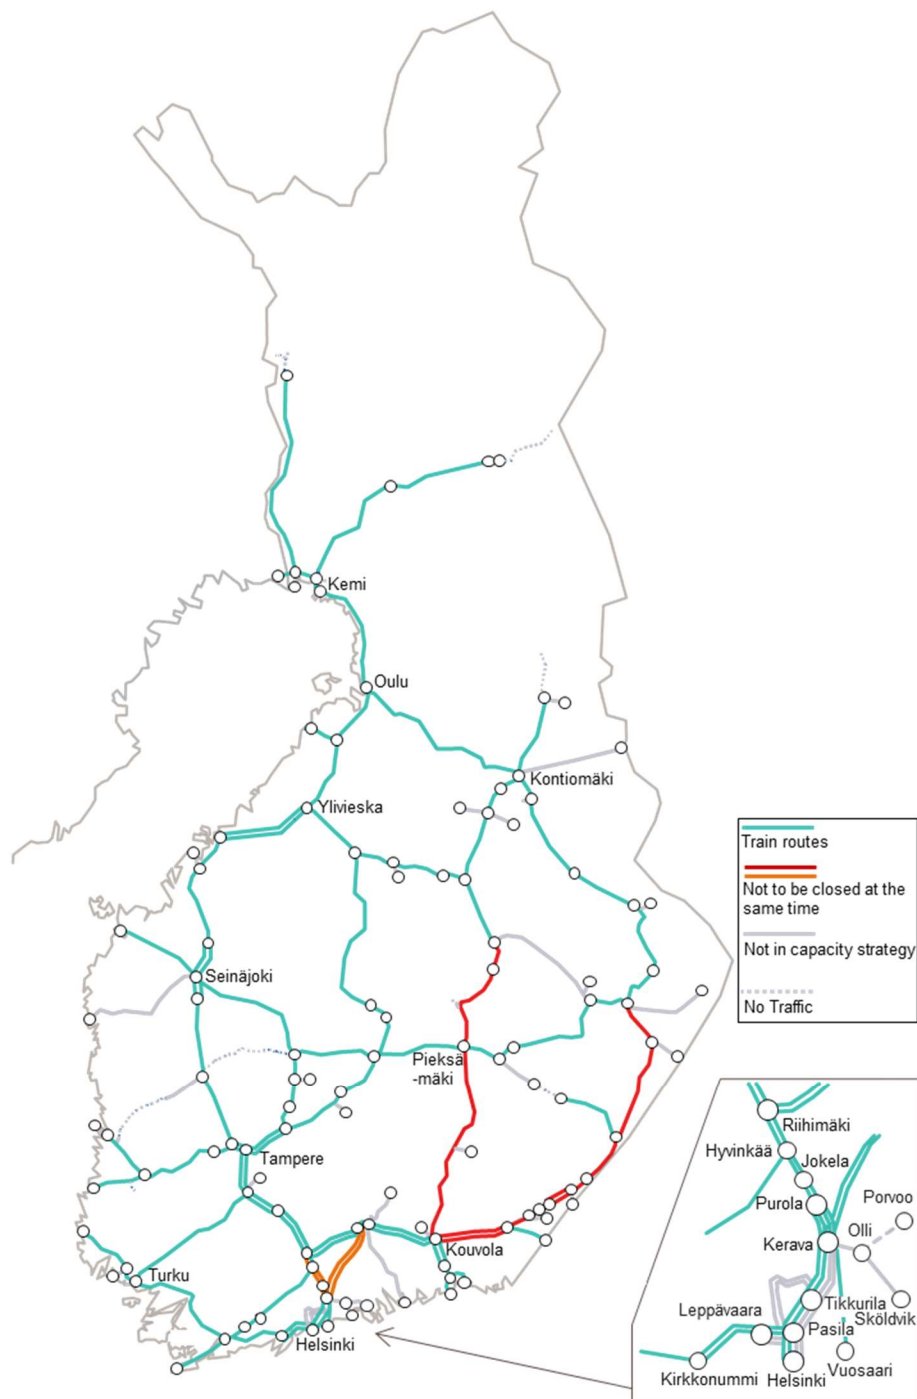 Kemi
Oulu
Kontiomäki
Ylivieska
Train routes
Not to be closed at the
same time
Not in capacity strategy
No Traffic
Seinäjoki
Pieksä
-mäki
Tampere
Kouvola
Turku
Helsinki
Riihimäki
Hyvinkää
Jokela
Purola
Porvoo
Olli
Kerava
Tikkurila
Sköldvik
Leppävaara
Pasila
Vuosaari
Kirkkonummi
Helsinki